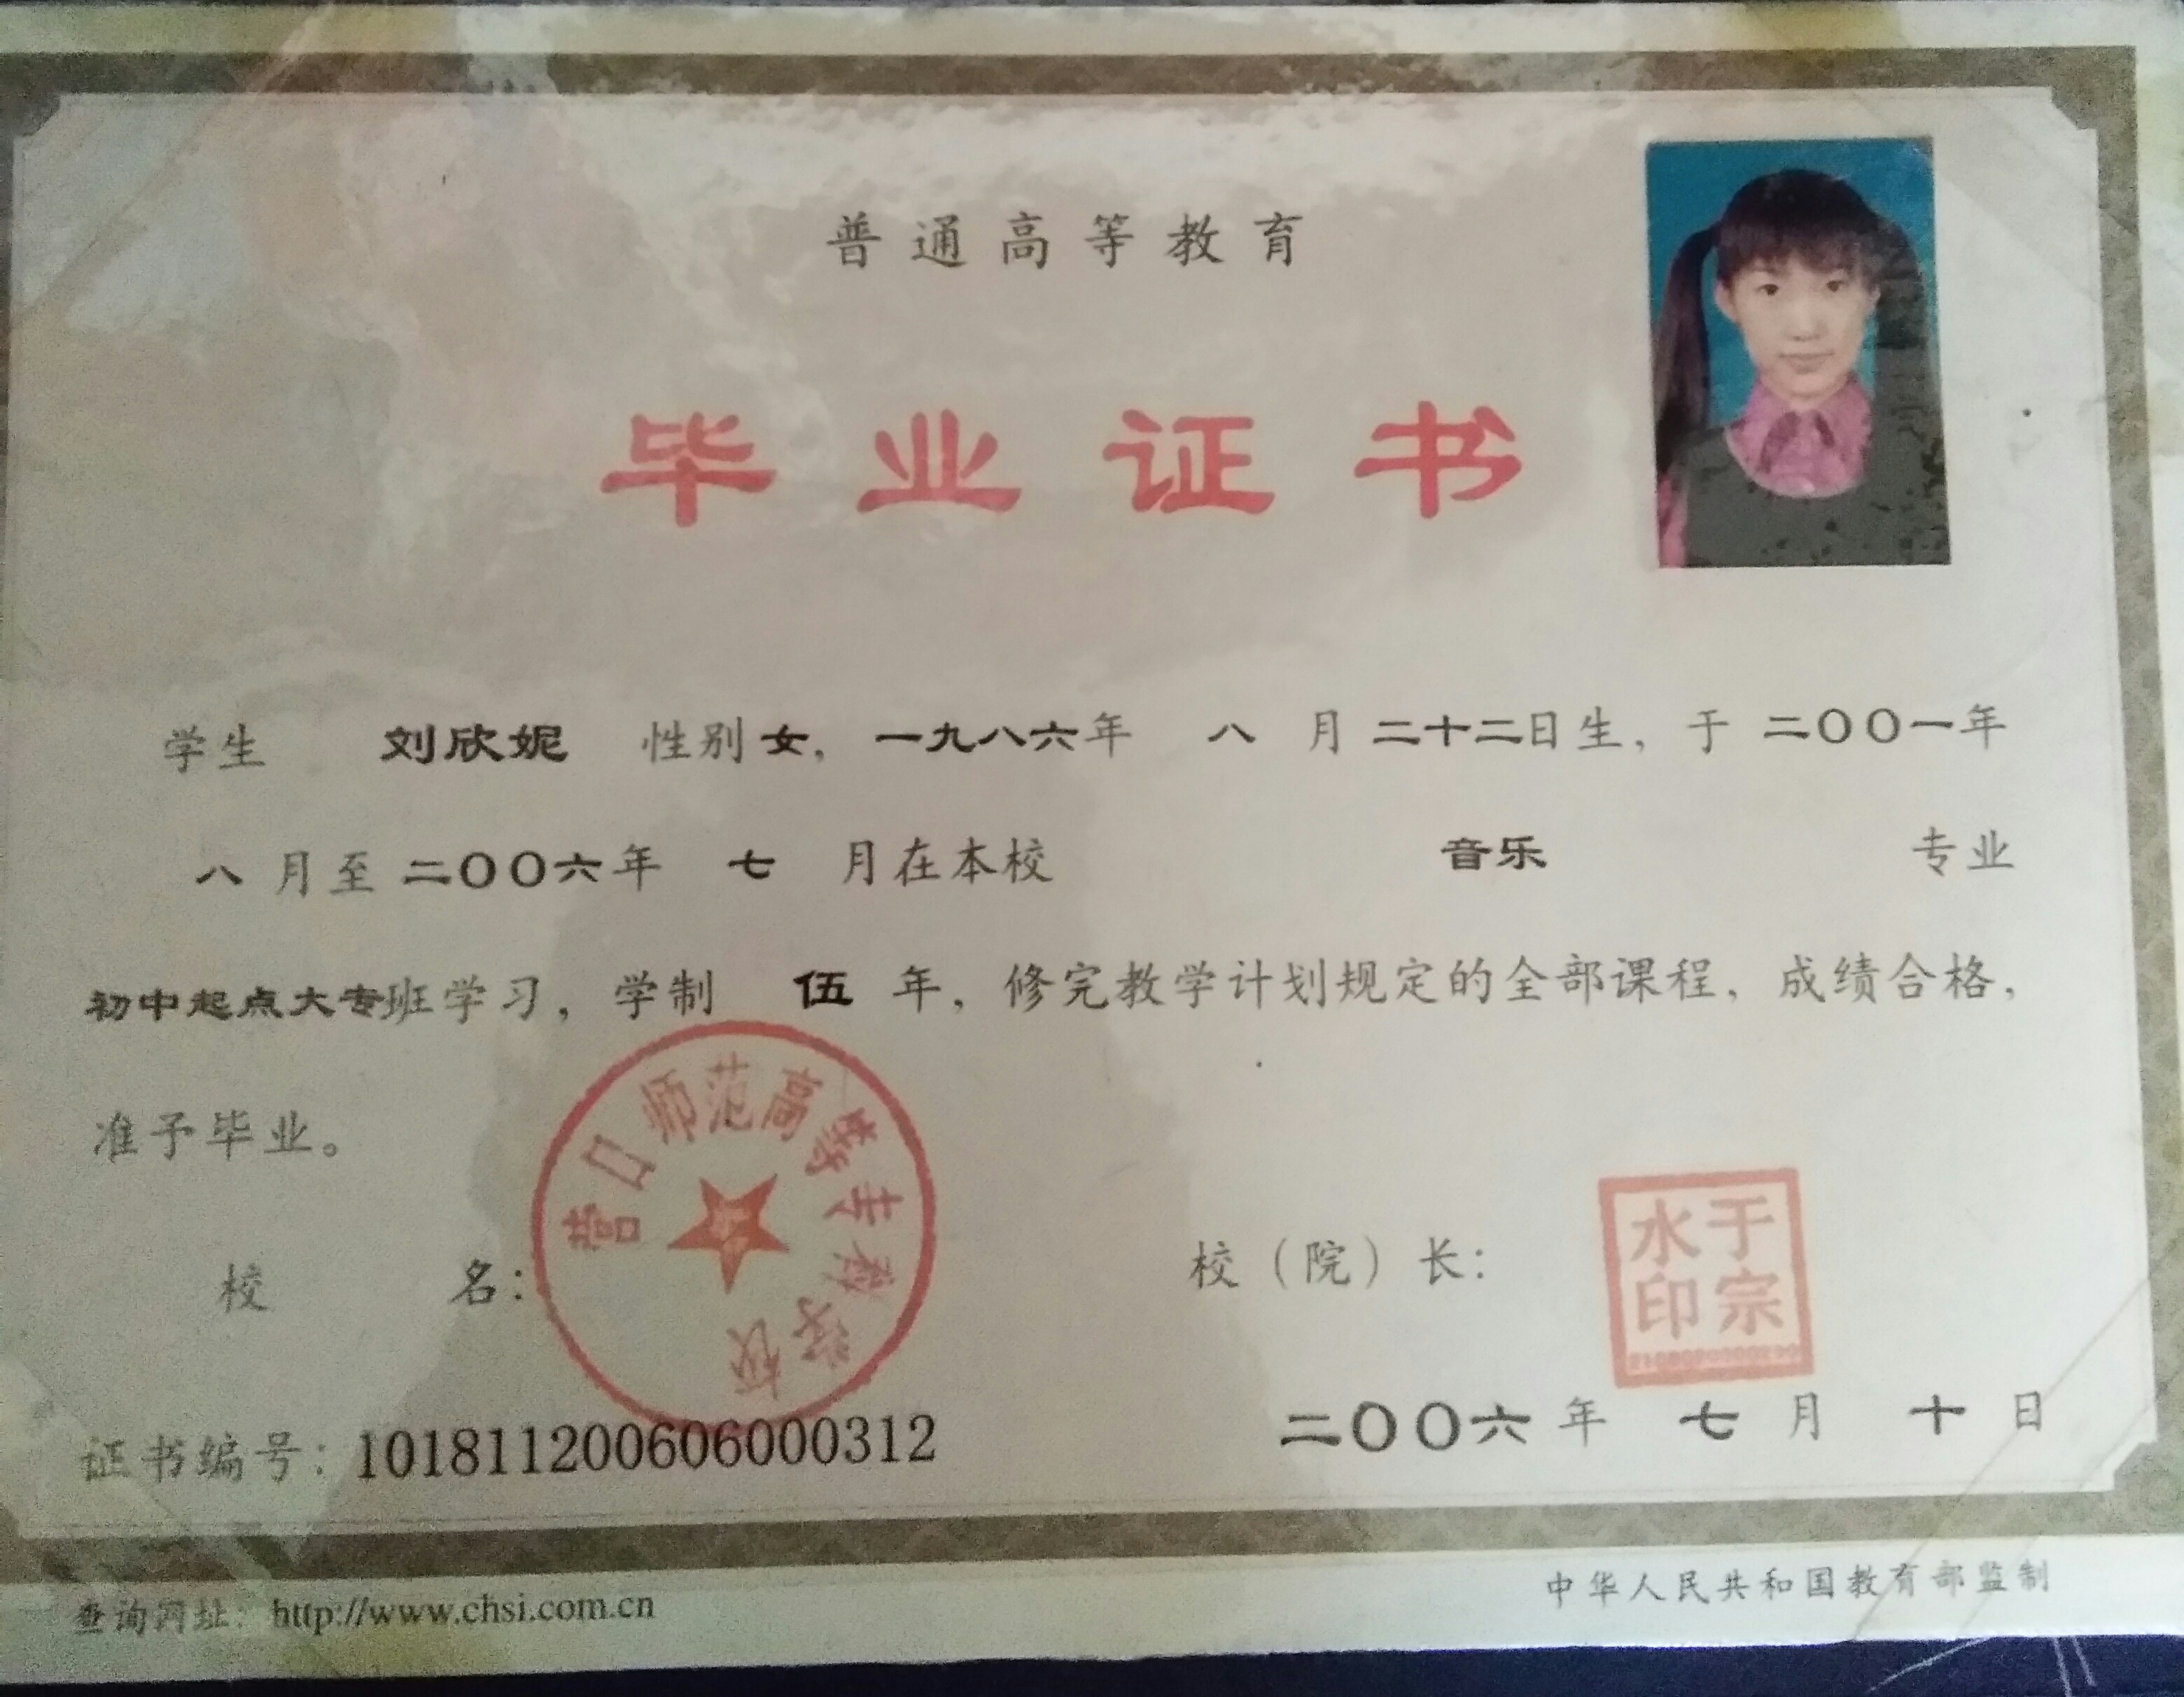 普通高等教育
毕业证书
学生 刘欣妮 性别 女，一九八六年 八 月 二十二日生，于 二〇〇一年
八 月至 二〇〇六年 七 月在本校 音乐 专业
初中起点大专班学习，学制 伍 年，修完教学计划规定的全部课程，成绩合格，
准予毕业。
校 名：
营口师范高等专科学校
校（院）长：
于宗
水印
证书编号：101811200606000312
二〇〇六年 七 月 十 日
查询网址：http://www.chsi.com.cn
中华人民共和国教育部监制